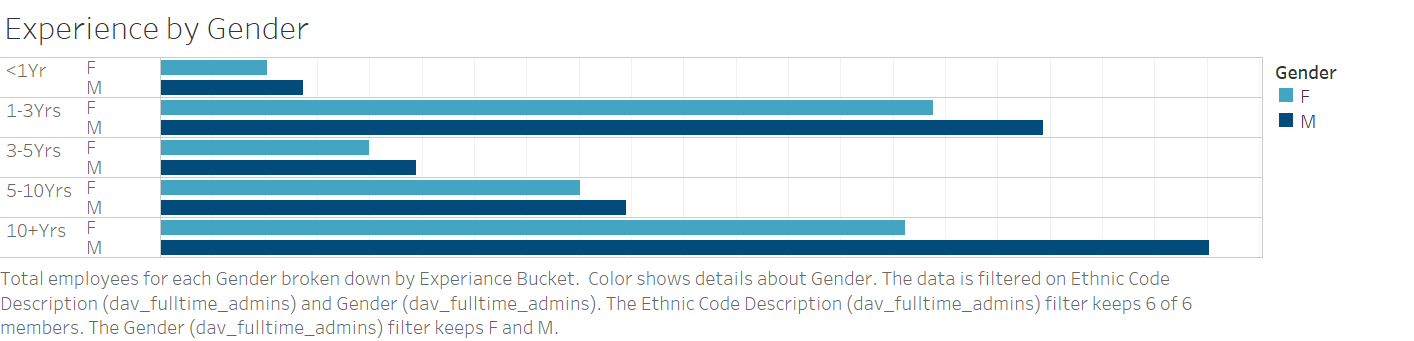 Experience by Gender
<1Yr F
M
1-3Yrs F
M
3-5Yrs F
M
5-10Yrs F
M
10+Yrs F
M
Gender
F
M
Total employees for each Gender broken down by Experiance Bucket.  Color shows details about Gender. The data is filtered on Ethnic Code
Description (dav_fulltime_admins) and Gender (dav_fulltime_admins). The Ethnic Code Description (dav_fulltime_admins) filter keeps 6 of 6
members. The Gender (dav_fulltime_admins) filter keeps F and M.